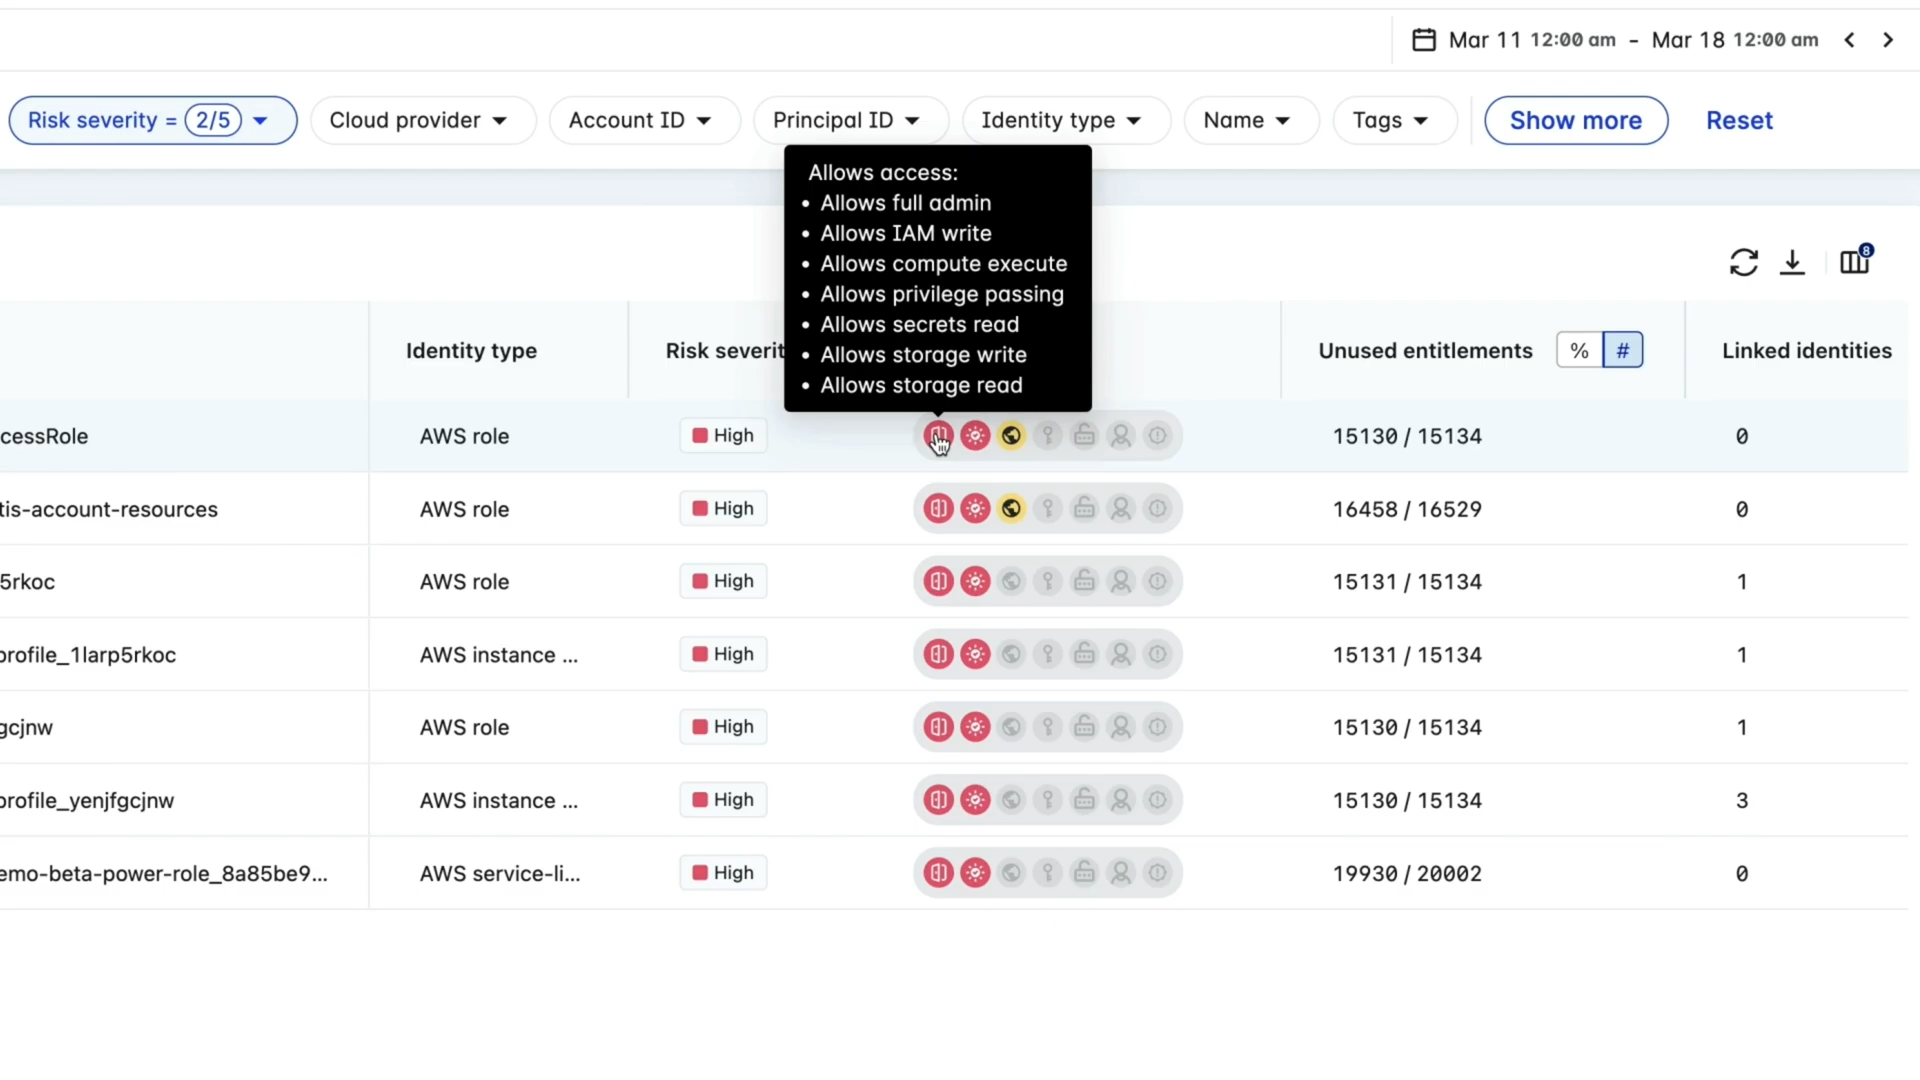 Mar 11 12:00 am - Mar 18 12:00 am
Risk severity = 2/5
Cloud provider
Account ID
Principal ID
Identity type
Name
Tags
Show more
Reset
Allows access:
• Allows full admin
• Allows IAM write
• Allows compute execute
• Allows privilege passing
• Allows secrets read
• Allows storage write
• Allows storage read
8
Identity type
Risk severit
Unused entitlements
% #
Linked identities
cessRole AWS role High 15130 / 15134 0
tis-account-resources AWS role High 16458 / 16529 0
5rkoc AWS role High 15131 / 15134 1
profile_1larp5rkoc AWS instance ... High 15131 / 15134 1
gcjnw AWS role High 15130 / 15134 1
profile_yenjfgcjnw AWS instance ... High 15130 / 15134 3
emo-beta-power-role_8a85be9... AWS service-li... High 19930 / 20002 0